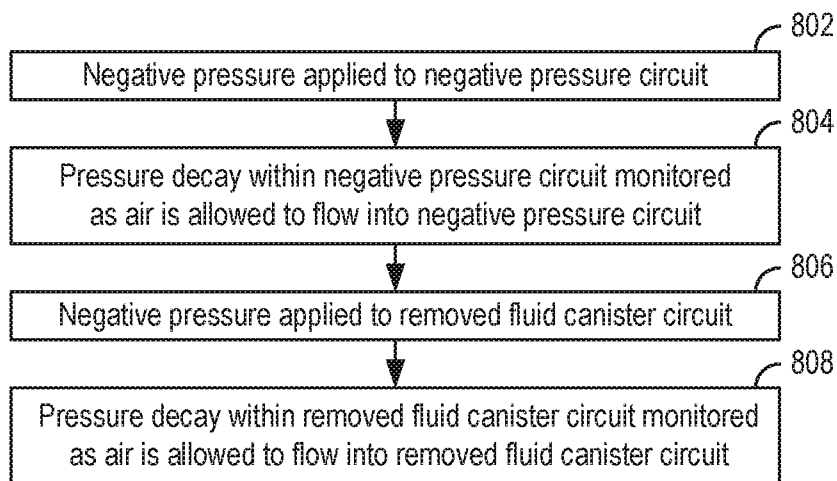 802
Negative pressure applied to negative pressure circuit
804
Pressure decay within negative pressure circuit monitored
as air is allowed to flow into negative pressure circuit
806
Negative pressure applied to removed fluid canister circuit
808
Pressure decay within removed fluid canister circuit monitored
as air is allowed to flow into removed fluid canister circuit